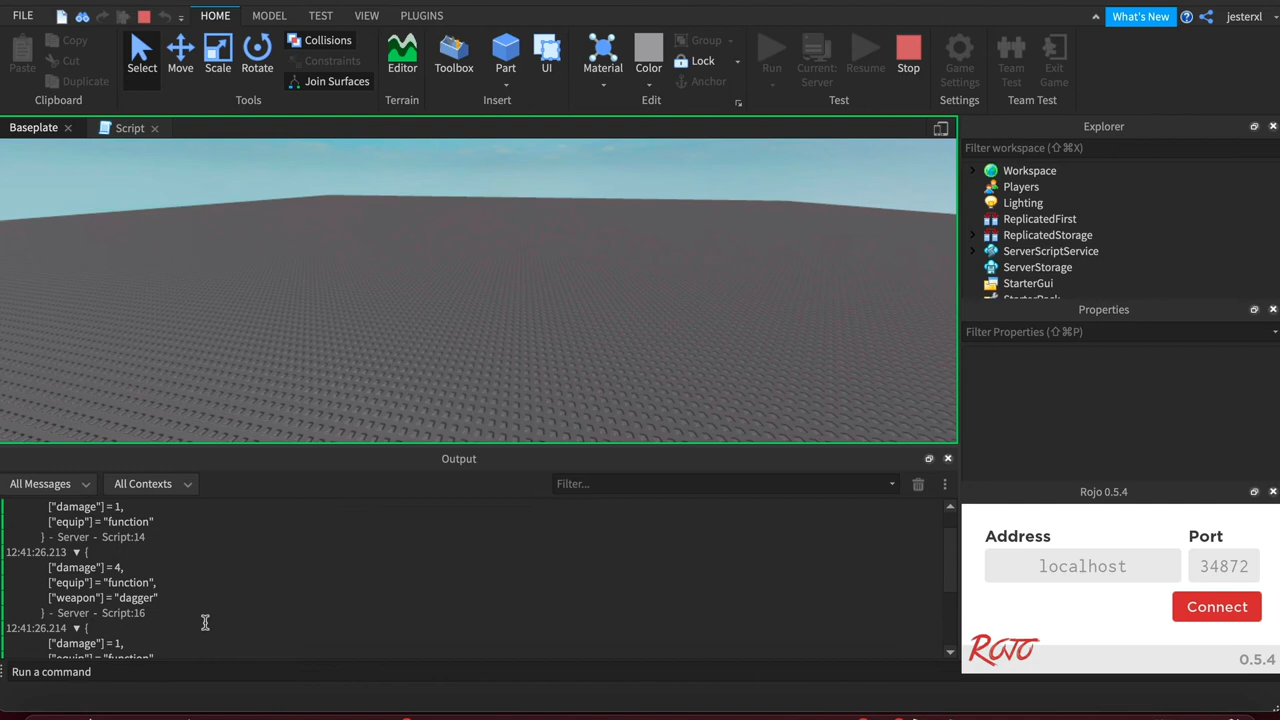 FILE HOME MODEL TEST VIEW PLUGINS What's New jesterxl
Paste Copy Cut Duplicate
Clipboard
Select Move Scale Rotate Collisions Constraints Join Surfaces
Tools
Editor
Terrain
Toolbox Part UI
Insert
Material Color Group Lock Anchor
Edit
Run Current: Server Resume Stop
Test
Game Settings
Settings
Team Test Exit Game
Team Test
Baseplate Script
Explorer
Filter workspace (⇧⌘X)
Workspace
Players
Lighting
ReplicatedFirst
ReplicatedStorage
ServerScriptService
ServerStorage
StarterGui
StarterPack
Properties
Filter Properties (⇧⌘P)
Output
All Messages All Contexts Filter...
["damage"] = 1,
["equip"] = "function"
} - Server - Script:14
12:41:26.213 ▼ {
["damage"] = 4,
["equip"] = "function",
["weapon"] = "dagger"
} - Server - Script:16
12:41:26.214 ▼ {
["damage"] = 1,
["equip"] = "function"
Run a command
Rojo 0.5.4
Address Port
localhost 34872
Connect
ROJO 0.5.4